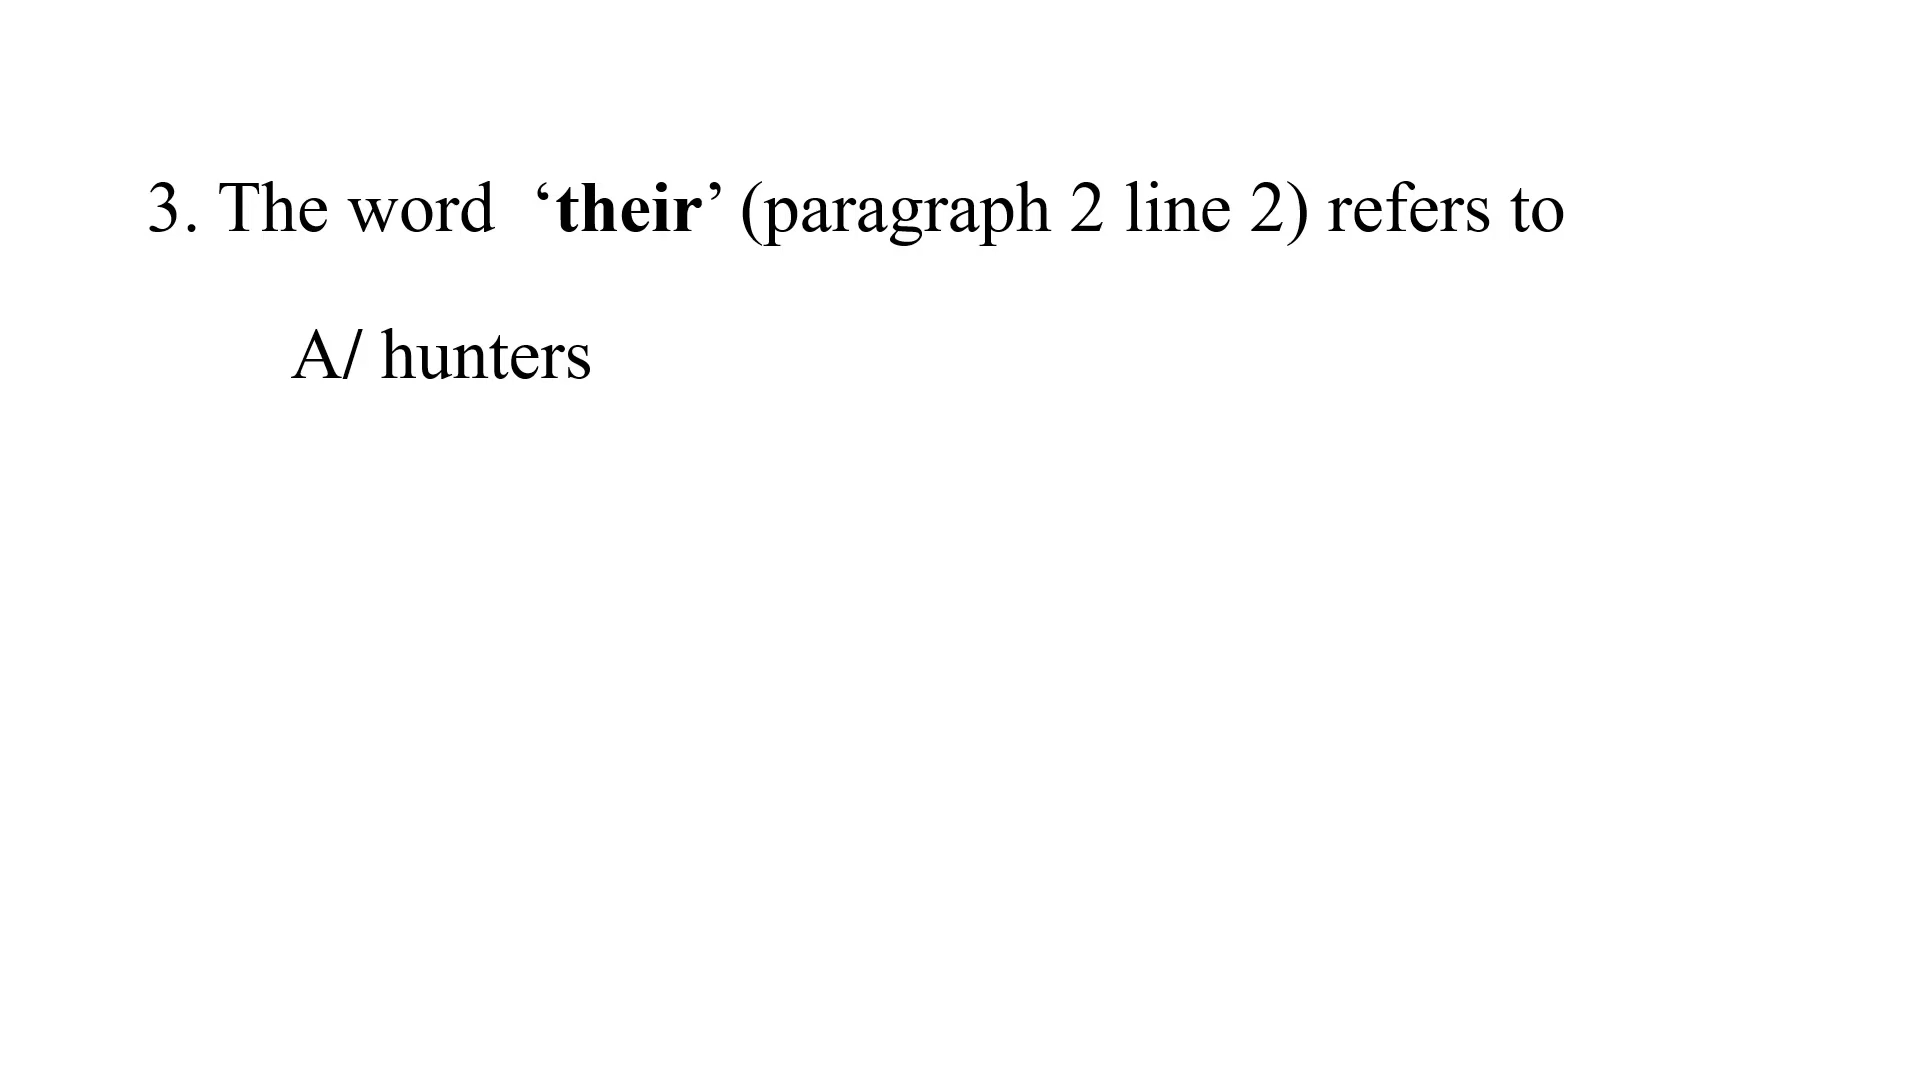 3. The word  ‘their’ (paragraph 2 line 2) refers to
A/ hunters